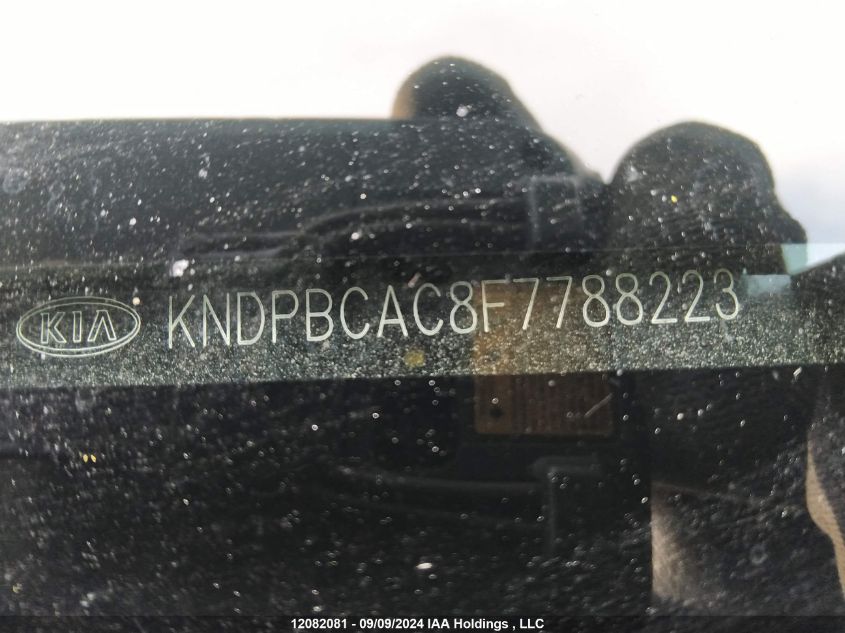 KIA KNDPBCAC8F7788223
12082081 - 09/09/2024 IAA Holdings , LLC